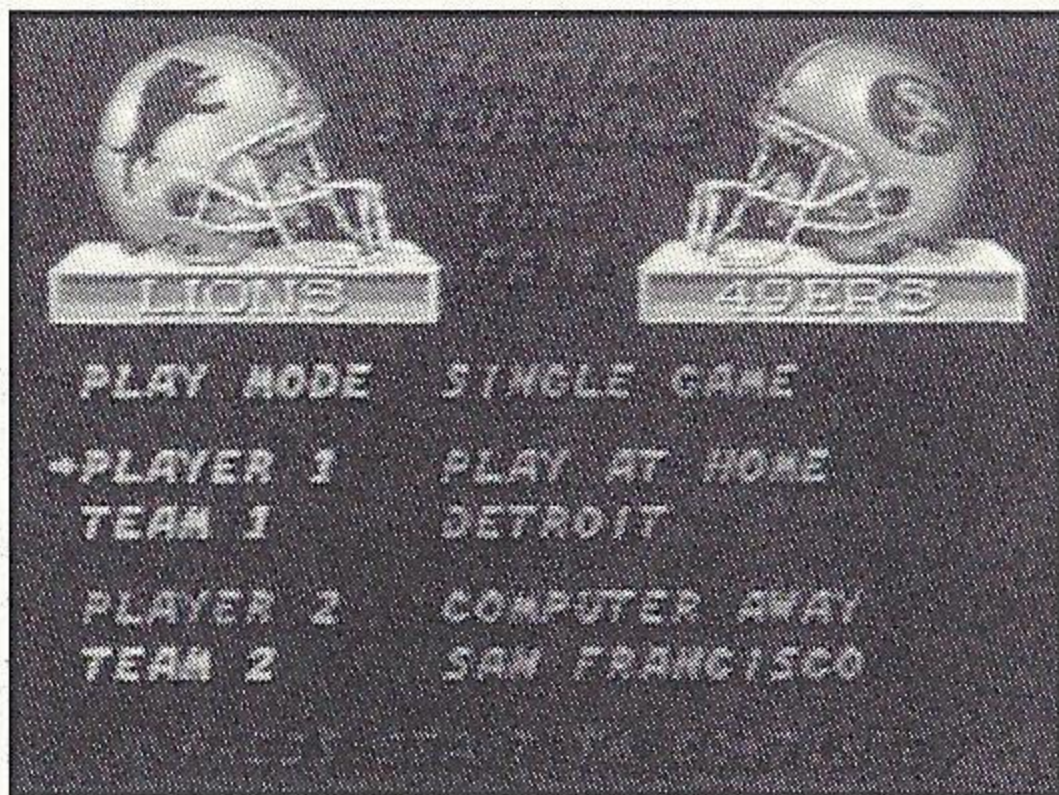 SILVERDOME
LIONS
49ERS
PLAY MODE SINGLE GAME
PLAYER 1 PLAY AT HOME
TEAM 1 DETROIT
PLAYER 2 COMPUTER AWAY
TEAM 2 SAN FRANCISCO